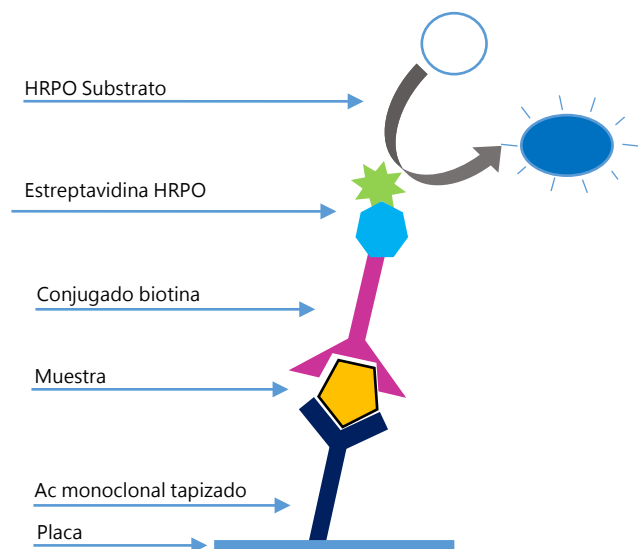 HRPO Substrato
Estreptavidina HRPO
Conjugado biotina
Muestra
Ac monoclonal tapizado
Placa